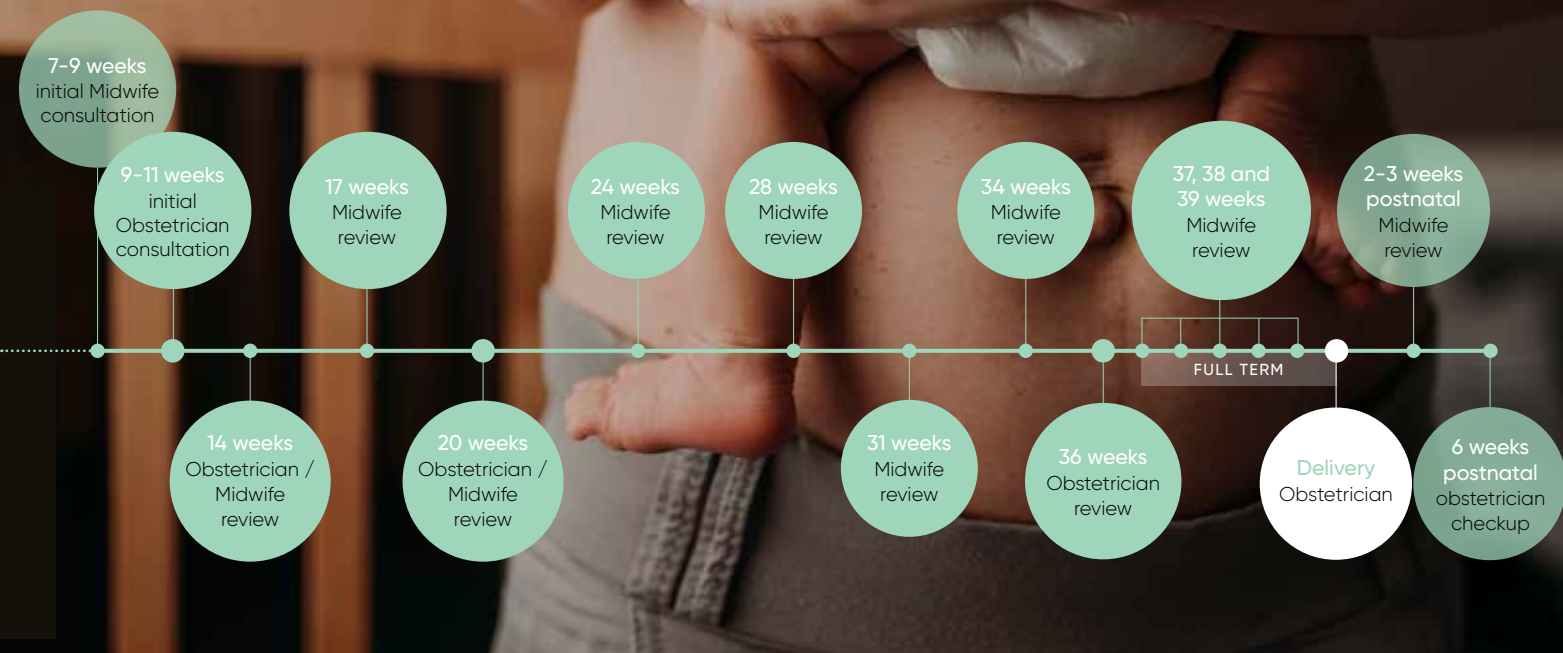 7-9 weeks
initial Midwife
consultation
9-11 weeks
initial
Obstetrician
consultation
14 weeks
Obstetrician /
Midwife
review
17 weeks
Midwife
review
20 weeks
Obstetrician /
Midwife
review
24 weeks
Midwife
review
28 weeks
Midwife
review
31 weeks
Midwife
review
34 weeks
Midwife
review
36 weeks
Obstetrician
review
37, 38 and
39 weeks
Midwife
review
FULL TERM
Delivery
Obstetrician
2-3 weeks
postnatal
Midwife
review
6 weeks
postnatal
obstetrician
checkup